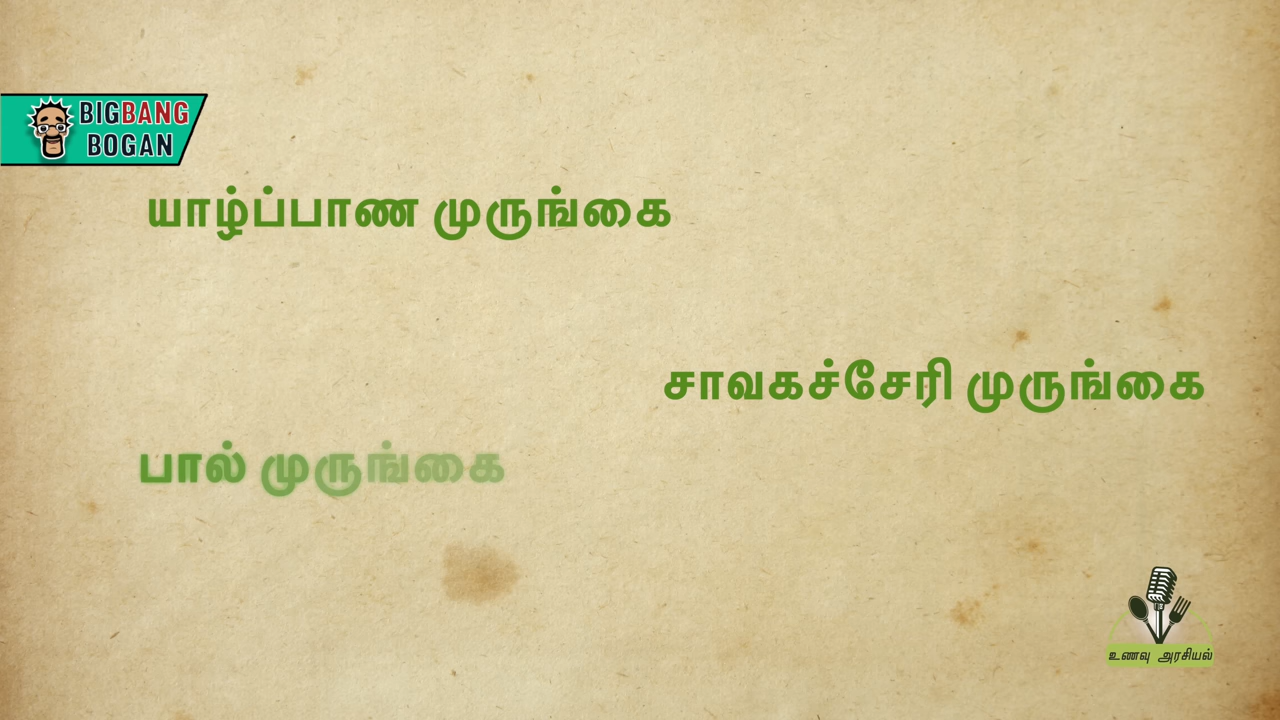 BIGBANG
BOGAN
யாழ்ப்பாண முருங்கை
சாவகச்சேரி முருங்கை
பால் முருங்கை
உணவு அரசியல்